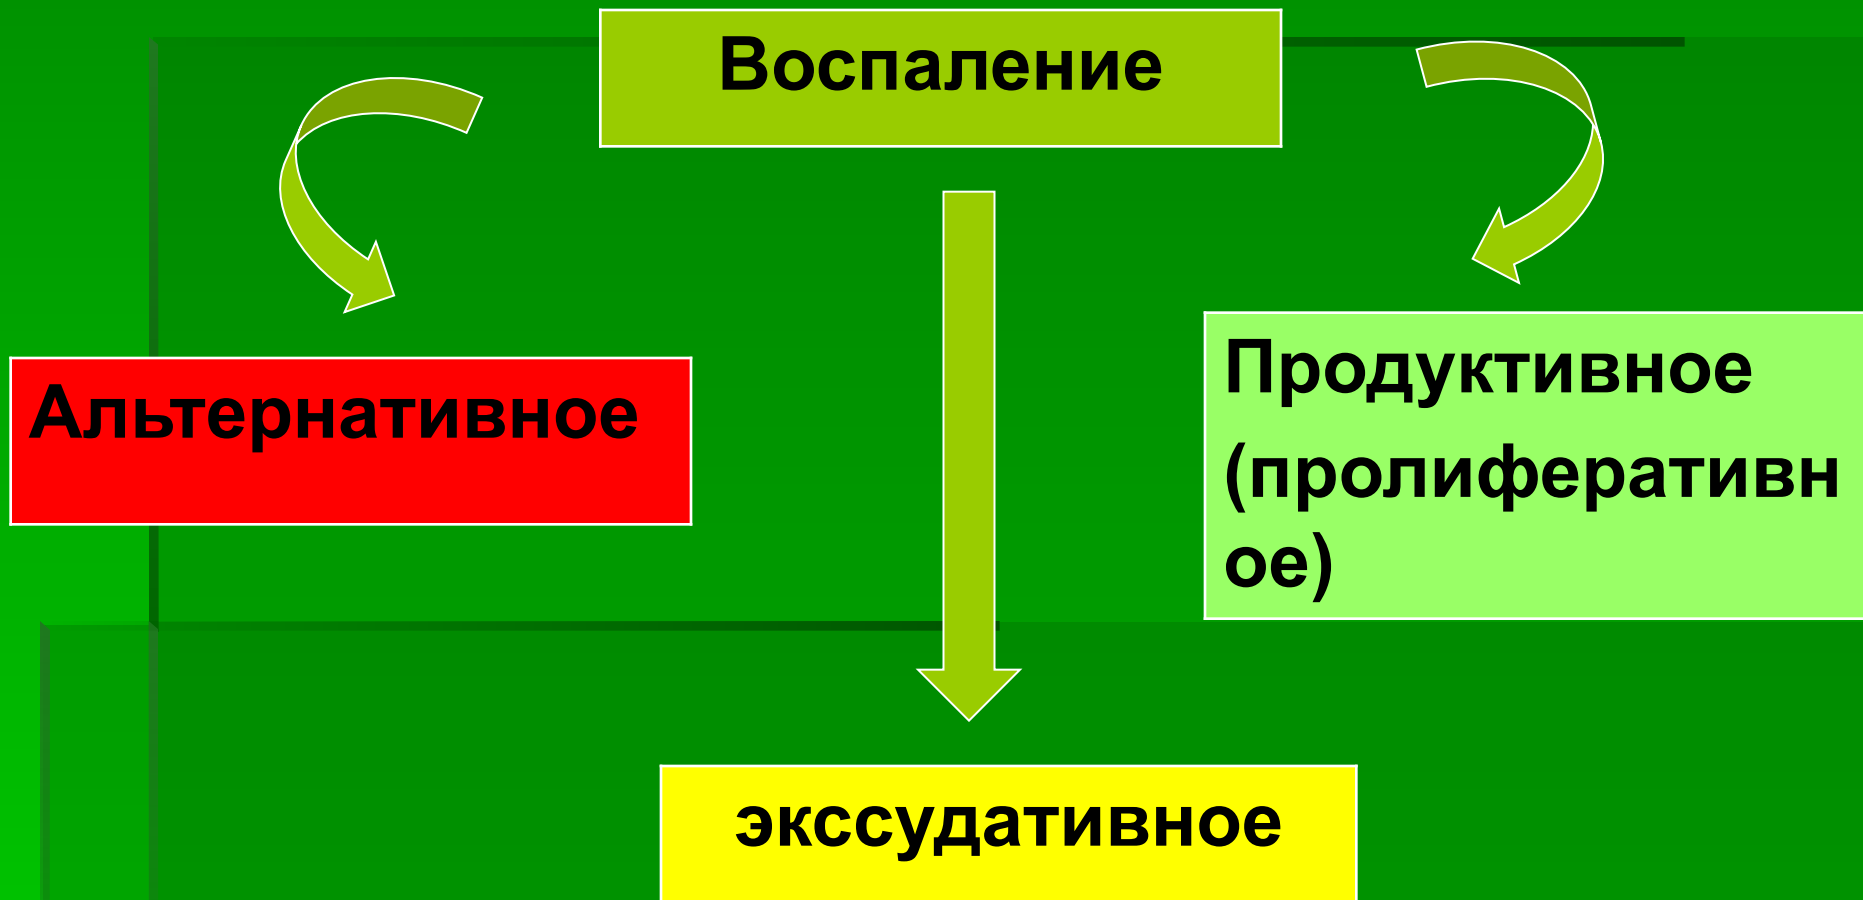 Воспаление
Альтернативное
Продуктивное
(пролиферативн
ое)
экссудативное